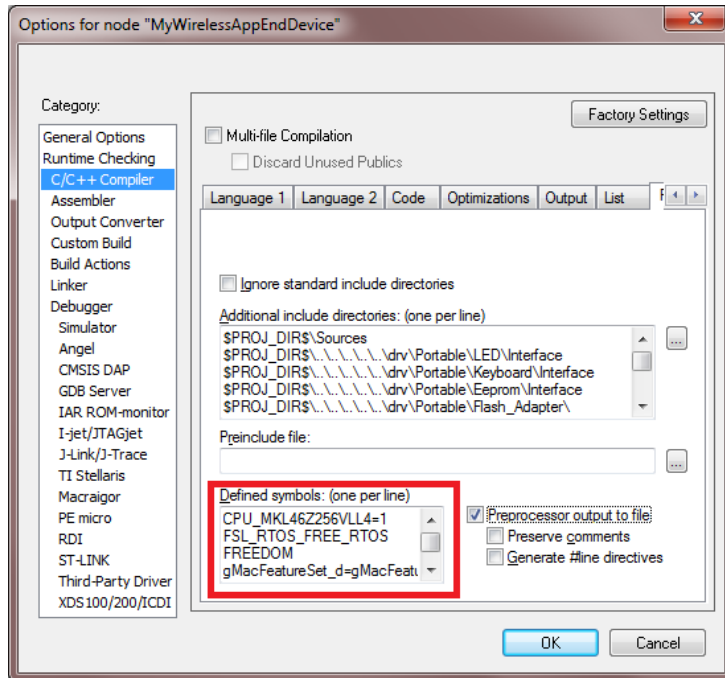 Options for node "MyWirelessAppEndDevice"
Category:
Factory Settings
General Options
Runtime Checking
C/C++ Compiler
Assembler
Output Converter
Custom Build
Build Actions
Linker
Debugger
Simulator
Angel
CMSIS DAP
GDB Server
IAR ROM-monitor
I-jet/JTAGjet
J-Link/J-Trace
TI Stellaris
Macraigor
PE micro
RDI
ST-LINK
Third-Party Driver
XDS100/200/ICDI
Multi-file Compilation
Discard Unused Publics
Language 1 Language 2 Code Optimizations Output List
Ignore standard include directories
Additional include directories: (one per line)
$PROJ_DIR$\Sources
$PROJ_DIR$\..\..\..\..\..\drv\Portable\LED\Interface
$PROJ_DIR$\..\..\..\..\..\drv\Portable\Keyboard\Interface
$PROJ_DIR$\..\..\..\..\..\drv\Portable\Eeprom\Interface
$PROJ_DIR$\..\..\..\..\..\drv\Portable\Flash_Adapter\
...
Preinclude file:
...
Defined symbols: (one per line)
CPU_MKL46Z256VLL4=1
FSL_RTOS_FREE_RTOS
FREEDOM
gMacFeatureSet_d=gMacFeatu
Preprocessor output to file
Preserve comments
Generate #line directives
OK Cancel